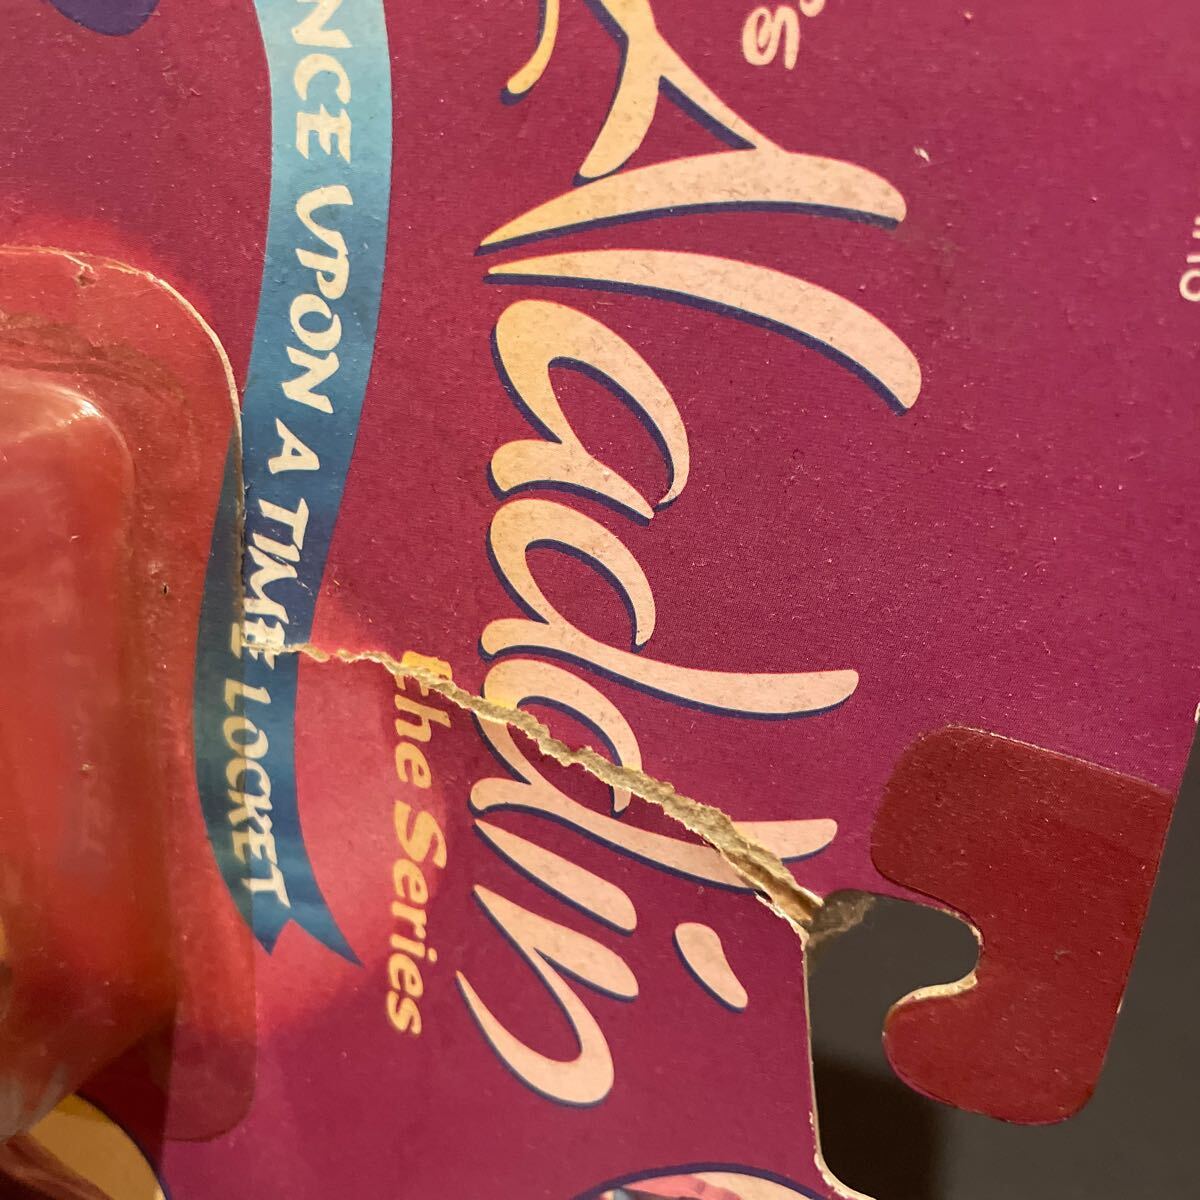 's
Aladdin
the Series
NCE UPON A TIME LOCKET